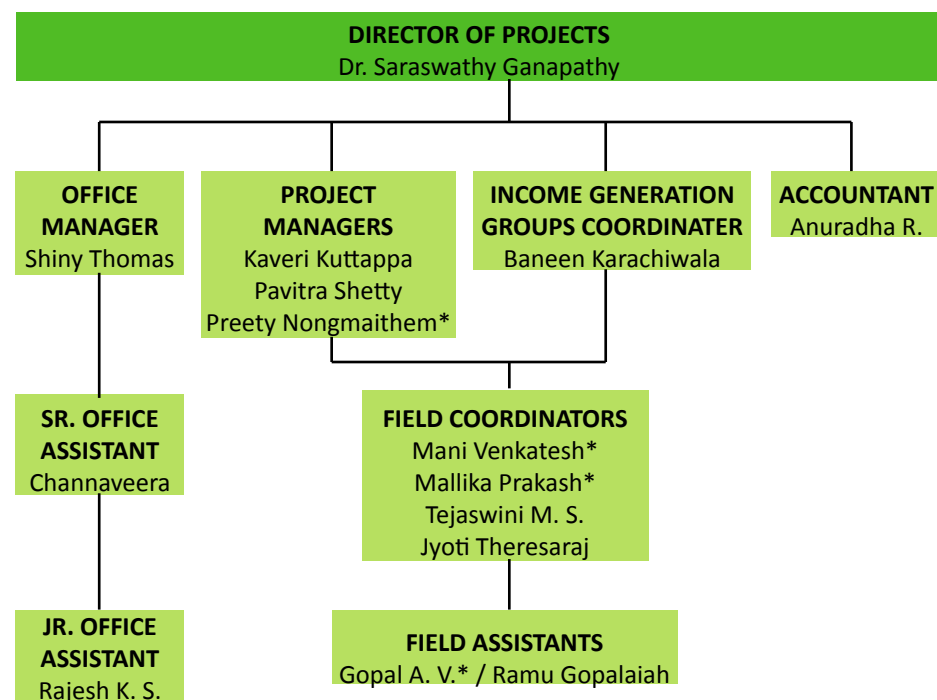 DIRECTOR OF PROJECTS
Dr. Saraswathy Ganapathy
OFFICE
MANAGER
Shiny Thomas
PROJECT
MANAGERS
Kaveri Kuttappa
Pavitra Shetty
Preety Nongmaithem*
INCOME GENERATION
GROUPS COORDINATER
Baneen Karachiwala
ACCOUNTANT
Anuradha R.
SR. OFFICE
ASSISTANT
Channaveera
FIELD COORDINATORS
Mani Venkatesh*
Mallika Prakash*
Tejaswini M. S.
Jyoti Theresaraj
JR. OFFICE
ASSISTANT
Rajesh K. S.
FIELD ASSISTANTS
Gopal A. V.* / Ramu Gopalaiah